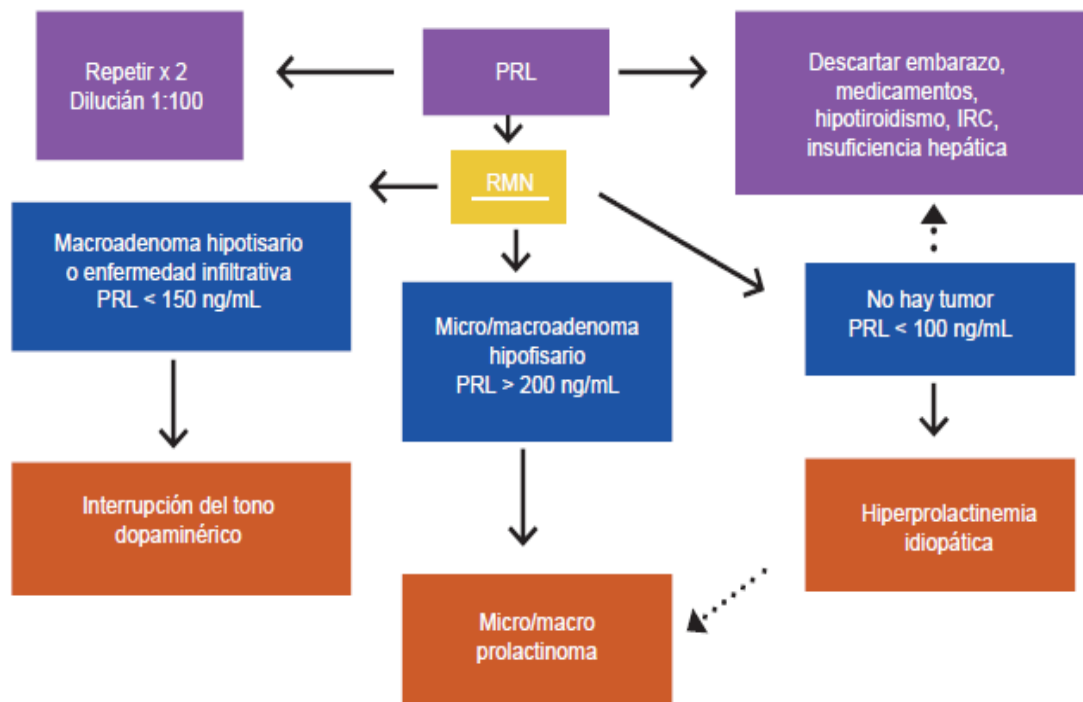 Repetir x 2
Dilucián 1:100
PRL
Descartar embarazo,
medicamentos,
hipotiroidismo, IRC,
insuficiencia hepática
RMN
Macroadenoma hipotisario
o enfermedad infiltrativa
PRL < 150 ng/mL
Micro/macroadenoma
hipofisario
PRL > 200 ng/mL
No hay tumor
PRL < 100 ng/mL
Interrupción del tono
dopaminérico
Micro/macro
prolactinoma
Hiperprolactinemia
idiopática